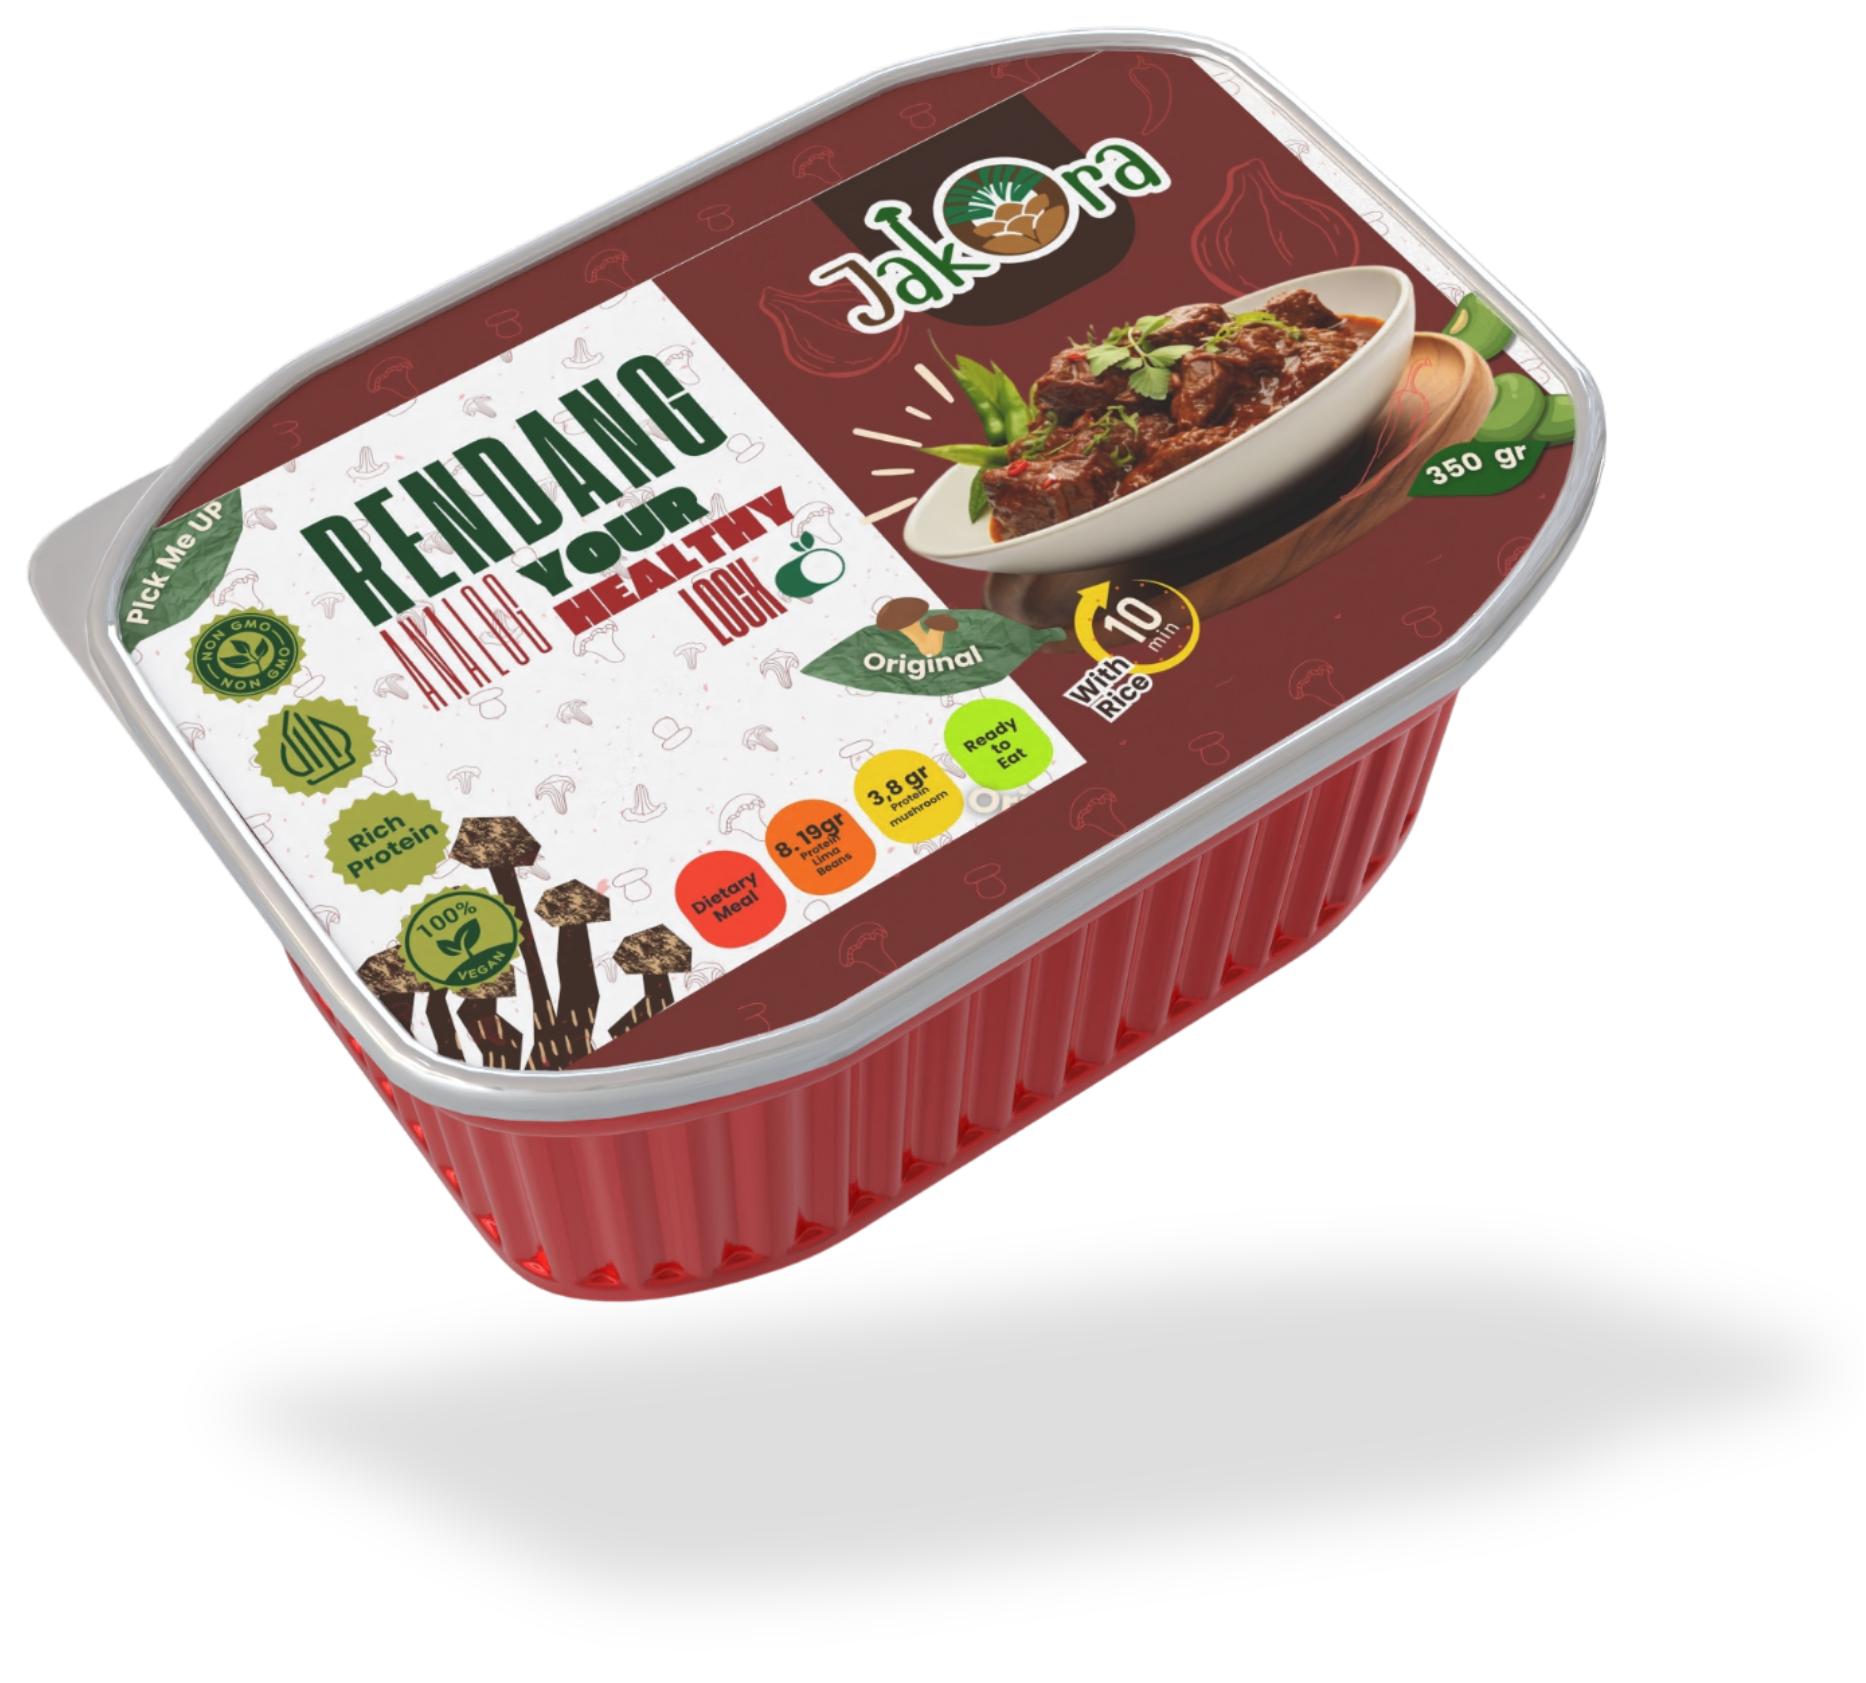 Jakora
RENDANG
ANALOG
YOUR
HEALTHY
LOCK
PIck Me UP
NON GMO
NON GMO
Rich
Protein
100%
VEGAN
Original
350 gr
10
min
With
Rice
Dietary
Meal
8. 19gr
Protein
Lima
Beans
3,8 gr
Protein
mushroom
Ready
to
Eat